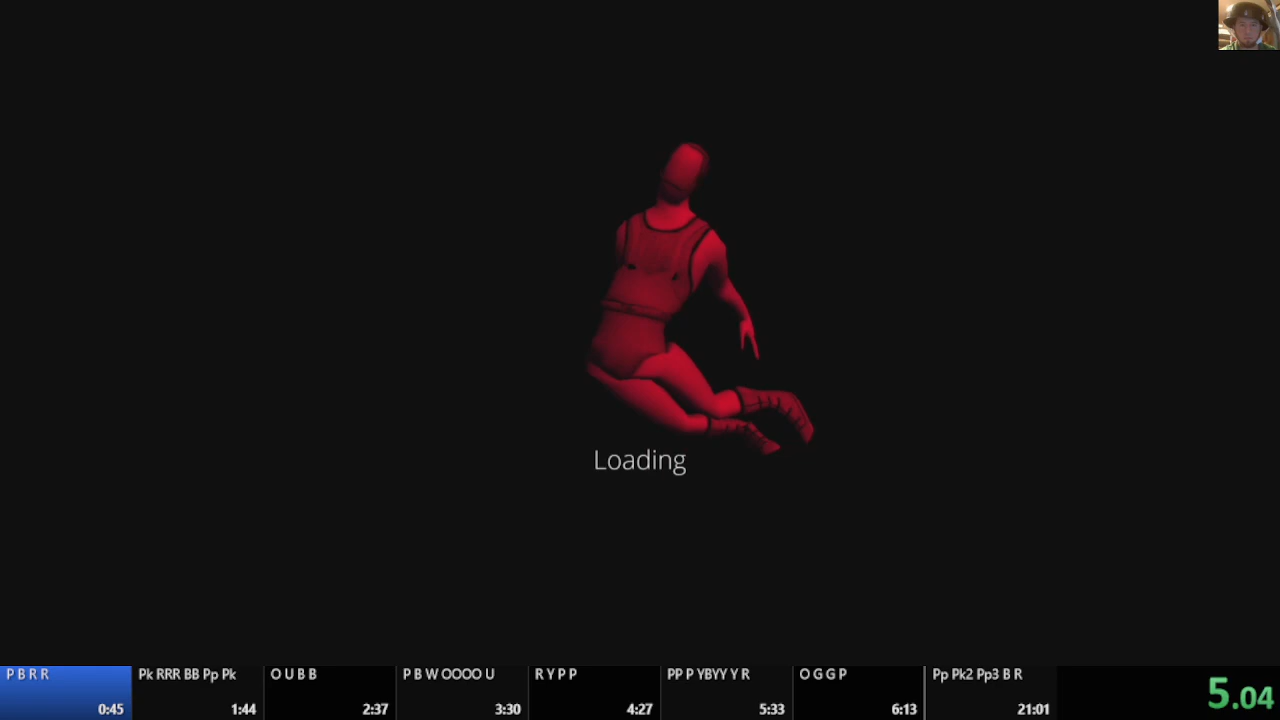 Loading
P B R R
0:45
Pk RRR BB Pp Pk
1:44
O U B B
2:37
P B W OOOO U
3:30
R Y P P
4:27
PP P YBYY Y R
5:33
O G G P
6:13
Pp Pk2 Pp3 B R
21:01
5.04